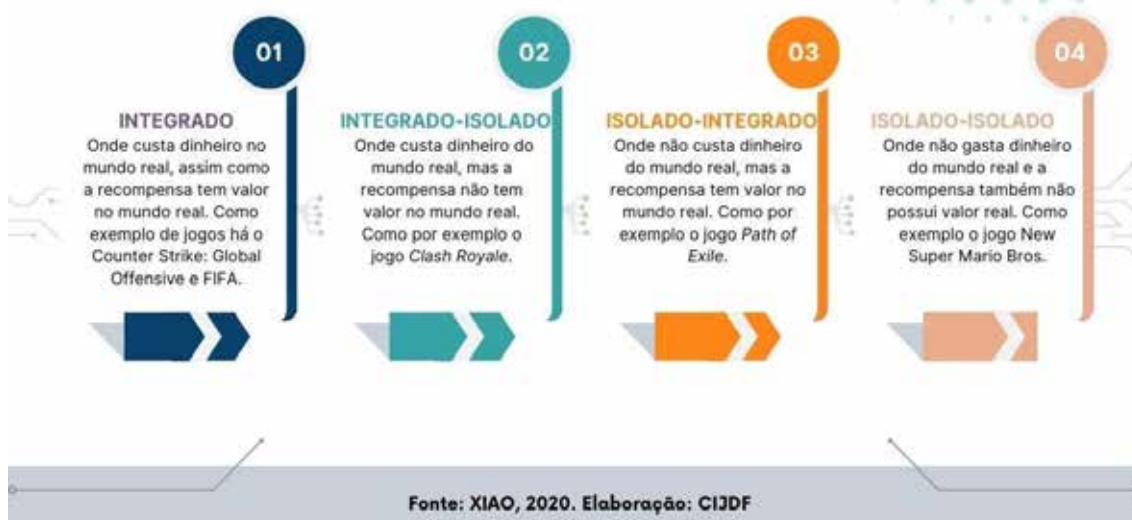 01
INTEGRADO
Onde custa dinheiro no
mundo real, assim como
a recompensa tem valor
no mundo real. Como
exemplo de jogos há o
Counter Strike: Global
Offensive e FIFA.
02
INTEGRADO-ISOLADO
Onde custa dinheiro do
mundo real, mas a
recompensa não tem
valor no mundo real.
Como por exemplo o
jogo Clash Royale.
03
ISOLADO-INTEGRADO
Onde não custa dinheiro
do mundo real, mas a
recompensa tem valor no
mundo real. Como por
exemplo o jogo Path of
Exile.
04
ISOLADO-ISOLADO
Onde não gasta dinheiro
do mundo real e a
recompensa também não
possui valor real. Como
exemplo o jogo New
Super Mario Bros.
Fonte: XIAO, 2020. Elaboração: CIJDF